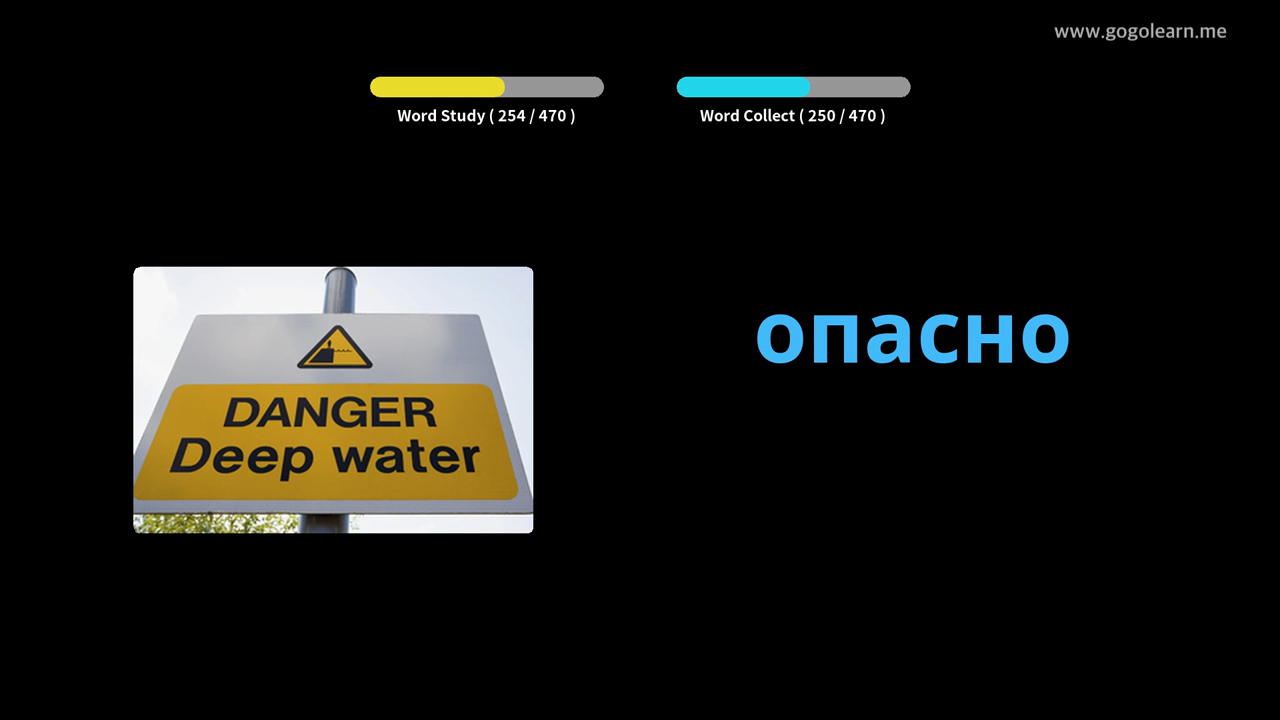 www.gogolearn.me
Word Study ( 254 / 470 )
Word Collect ( 250 / 470 )
DANGER
Deep water
опасно